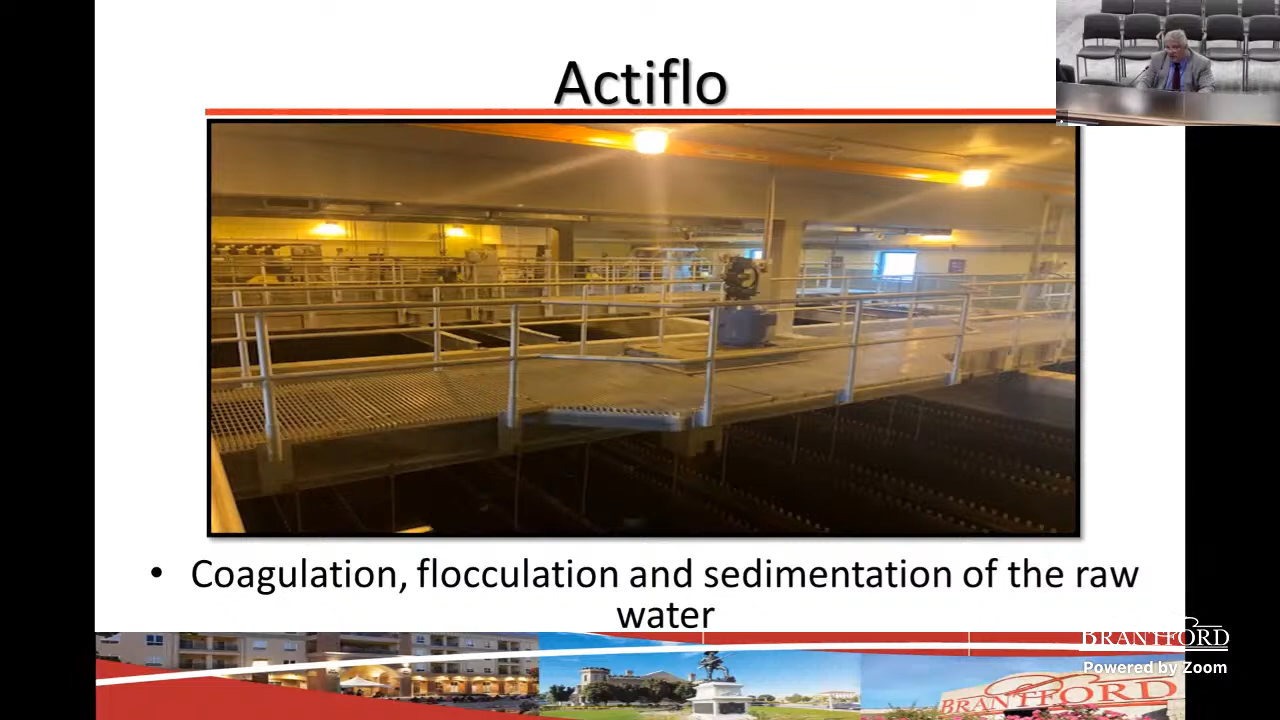 Actiflo
• Coagulation, flocculation and sedimentation of the raw
water
BRANTFORD
Powered by Zoom
BRANTFORD